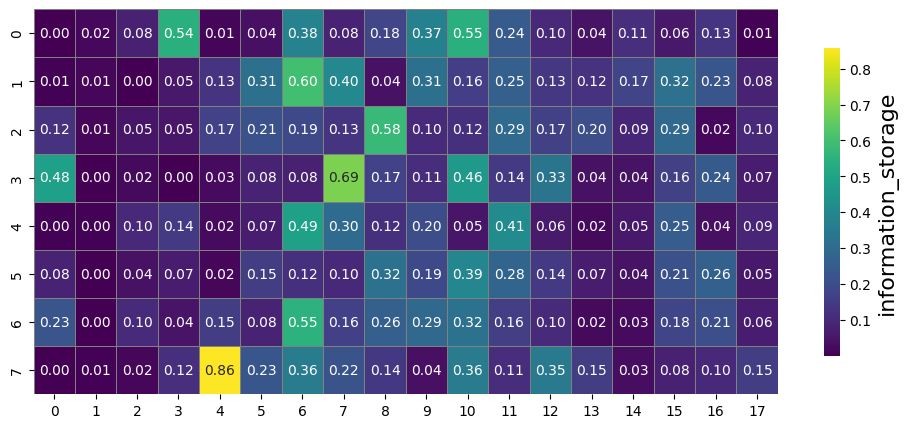 0 0.00 0.02 0.08 0.54 0.01 0.04 0.38 0.08 0.18 0.37 0.55 0.24 0.10 0.04 0.11 0.06 0.13 0.01
1 0.01 0.01 0.00 0.05 0.13 0.31 0.60 0.40 0.04 0.31 0.16 0.25 0.13 0.12 0.17 0.32 0.23 0.08
2 0.12 0.01 0.05 0.05 0.17 0.21 0.19 0.13 0.58 0.10 0.12 0.29 0.17 0.20 0.09 0.29 0.02 0.10
3 0.48 0.00 0.02 0.00 0.03 0.08 0.08 0.69 0.17 0.11 0.46 0.14 0.33 0.04 0.04 0.16 0.24 0.07
4 0.00 0.00 0.10 0.14 0.02 0.07 0.49 0.30 0.12 0.20 0.05 0.41 0.06 0.02 0.05 0.25 0.04 0.09
5 0.08 0.00 0.04 0.07 0.02 0.15 0.12 0.10 0.32 0.19 0.39 0.28 0.14 0.07 0.04 0.21 0.26 0.05
6 0.23 0.00 0.10 0.04 0.15 0.08 0.55 0.16 0.26 0.29 0.32 0.16 0.10 0.02 0.03 0.18 0.21 0.06
7 0.00 0.01 0.02 0.12 0.86 0.23 0.36 0.22 0.14 0.04 0.36 0.11 0.35 0.15 0.03 0.08 0.10 0.15
0 1 2 3 4 5 6 7 8 9 10 11 12 13 14 15 16 17
0.8
0.7
0.6
0.5
0.4
0.3
0.2
0.1
information_storage